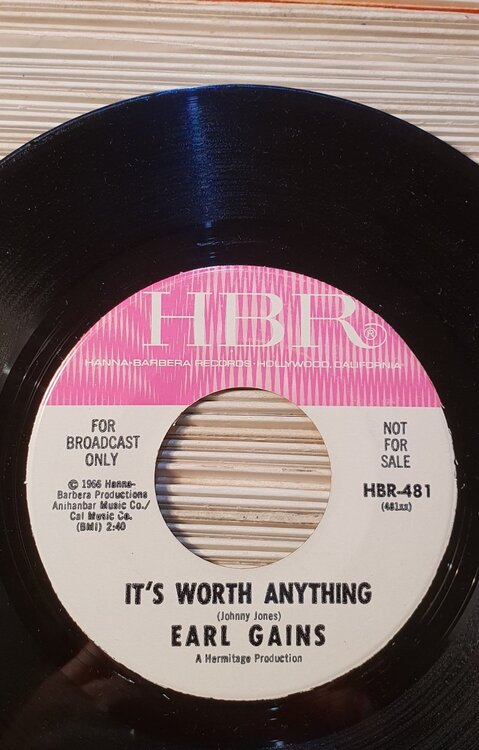 HBR®
HANNA-BARBERA RECORDS • HOLLYWOOD, CALIFORNIA
FOR
BROADCAST
ONLY
© 1966 Hanna-
Barbera Productions
Anihanbar Music Co./
Cal Music Co.
(BMI) 2:40
NOT
FOR
SALE
HBR-481
(481xx)
IT'S WORTH ANYTHING
(Johnny Jones)
EARL GAINS
A Hermitage Production